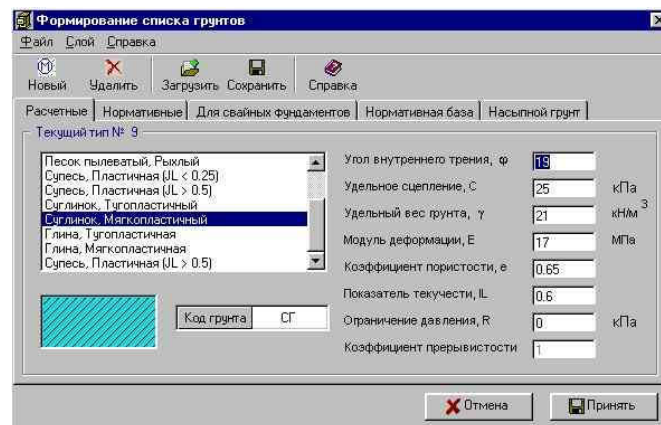 Формирование списка грунтов
Файл Слой Справка
Новый Удалить Загрузить Сохранить Справка
Расчетные Нормативные Для свайных фундаментов Нормативная база Насыпной грунт
Текущий тип № 9
Песок пылеватый, Рыхлый
Супесь, Пластичная (JL < 0.25)
Супесь, Пластичная (JL > 0.5)
Суглинок, Тугопластичный
Суглинок, Мягкопластичный
Глина, Тугопластичная
Глина, Мягкопластичная
Супесь, Пластичная (JL > 0.5)
Код грунта СГ
Угол внутреннего трения, φ 19
Удельное сцепление, С 25 кПа
Удельный вес грунта, γ 21 кН/м 3
Модуль деформации, Е 17 МПа
Коэффициент пористости, е 0.65
Показатель текучести, IL 0.6
Ограничение давления, R 0 кПа
Коэффициент прерывистости 1
Отмена Принять